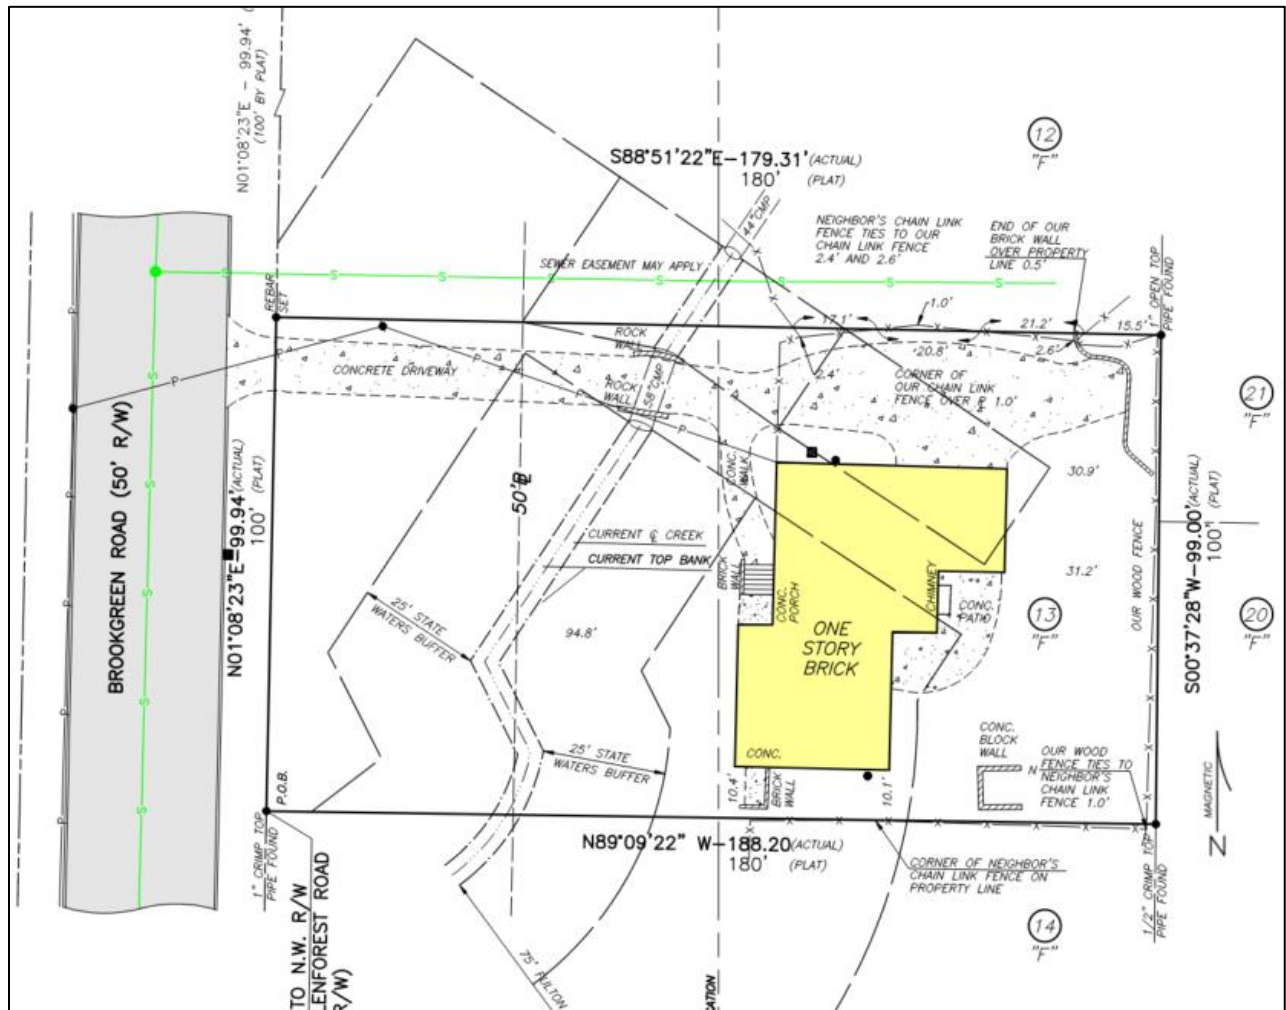 N01°08'23"E - 99.94'
(100' BY PLAT)
S88°51'22"E-179.31' (ACTUAL)
180' (PLAT)
12
"F"
44"CMP
NEIGHBOR'S CHAIN LINK
FENCE TIES TO OUR
CHAIN LINK FENCE
2.4' AND 2.6'
END OF OUR
BRICK WALL
OVER PROPERTY
LINE 0.5'
SEWER EASEMENT MAY APPLY
S
S
S
S
S
S
S
REBAR
SET
1" OPEN TOP
PIPE FOUND
17.1'
1.0'
21.2'
15.5'
20.8'
2.6'
2.4'
ROCK
WALL
ROCK
WALL
58"CMP
CONCRETE DRIVEWAY
CORNER OF
OUR CHAIN LINK
FENCE OVER P 1.0'
21
"F"
BROOKGREEN ROAD (50' R/W)
N01°08'23"E-99.94' (ACTUAL)
100' (PLAT)
CONC.
WALK
30.9'
CURRENT ₵ CREEK
CURRENT TOP BANK
BRICK
WALL
CONC.
PORCH
CHIMNEY
CONC.
PATIO
31.2'
OUR WOOD FENCE
S00°37'28"W-99.00' (ACTUAL)
100' (PLAT)
25' STATE
WATERS BUFFER
94.8'
ONE
STORY
BRICK
13
"F"
20
"F"
25' STATE
WATERS BUFFER
CONC.
10.4'
BRICK
WALL
10.1'
CONC.
BLOCK
WALL
OUR WOOD
FENCE TIES TO
NEIGHBOR'S
CHAIN LINK
FENCE 1.0'
MAGNETIC
N
P.O.B.
1" CRIMP TOP
PIPE FOUND
N89°09'22" W-188.20 (ACTUAL)
180' (PLAT)
CORNER OF NEIGHBOR'S
CHAIN LINK FENCE ON
PROPERTY LINE
1/2" CRIMP TOP
PIPE FOUND
14
"F"
TO N.W. R/W
LENFOREST ROAD
R/W)
75' FULTON